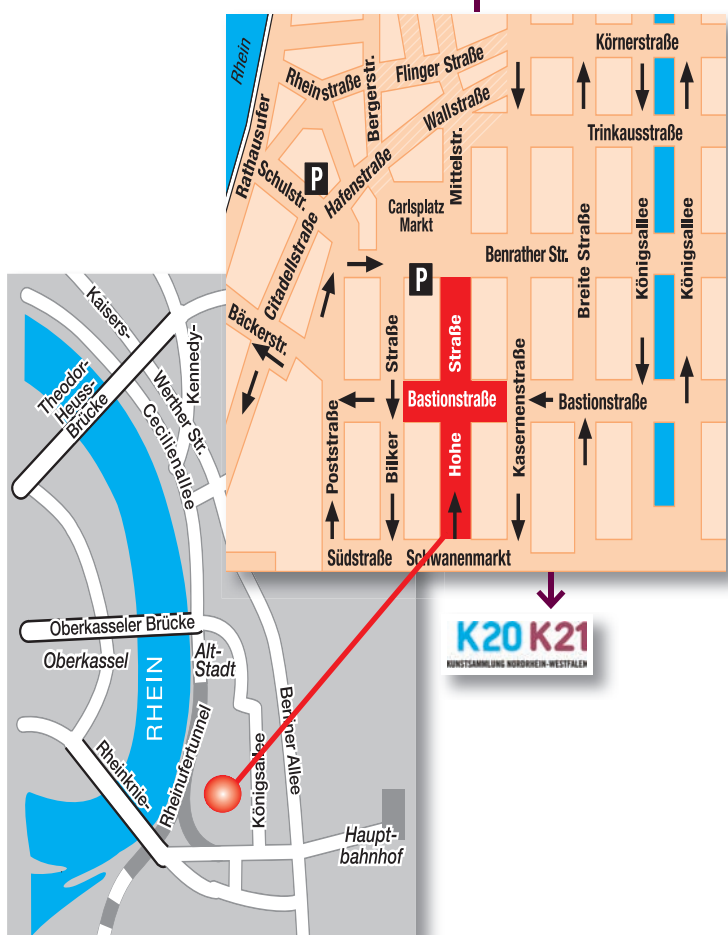 Rhein
Körnerstraße
Flinger Straße
Rheinstraße
Bergerstr.
Wallstraße
Rathausufer
Trinkausstraße
P
Schulstr.
Hafenstraße
Mittelstr.
Carlsplatz
Markt
Citadellstraße
Benrather Str.
Breite Straße
Königsallee
Königsallee
P
Bäckerstr.
Straße
Bilker
Straße
Hohe
Bastionstraße
Kasernenstraße
Bastionstraße
Poststraße
Südstraße
Schwanenmarkt
Kaisers-
Werther Str.
Kennedy-
Theodor-
Heuss-
Brücke
Cecilienallee
Oberkasseler Brücke
Oberkassel
Alt-
Stadt
RHEIN
Rheinufertunnel
Rheinknie-
Königsallee
Berliner Allee
Haupt-
bahnhof
K20 K21
KUNSTSAMMLUNG NORDRHEIN-WESTFALEN